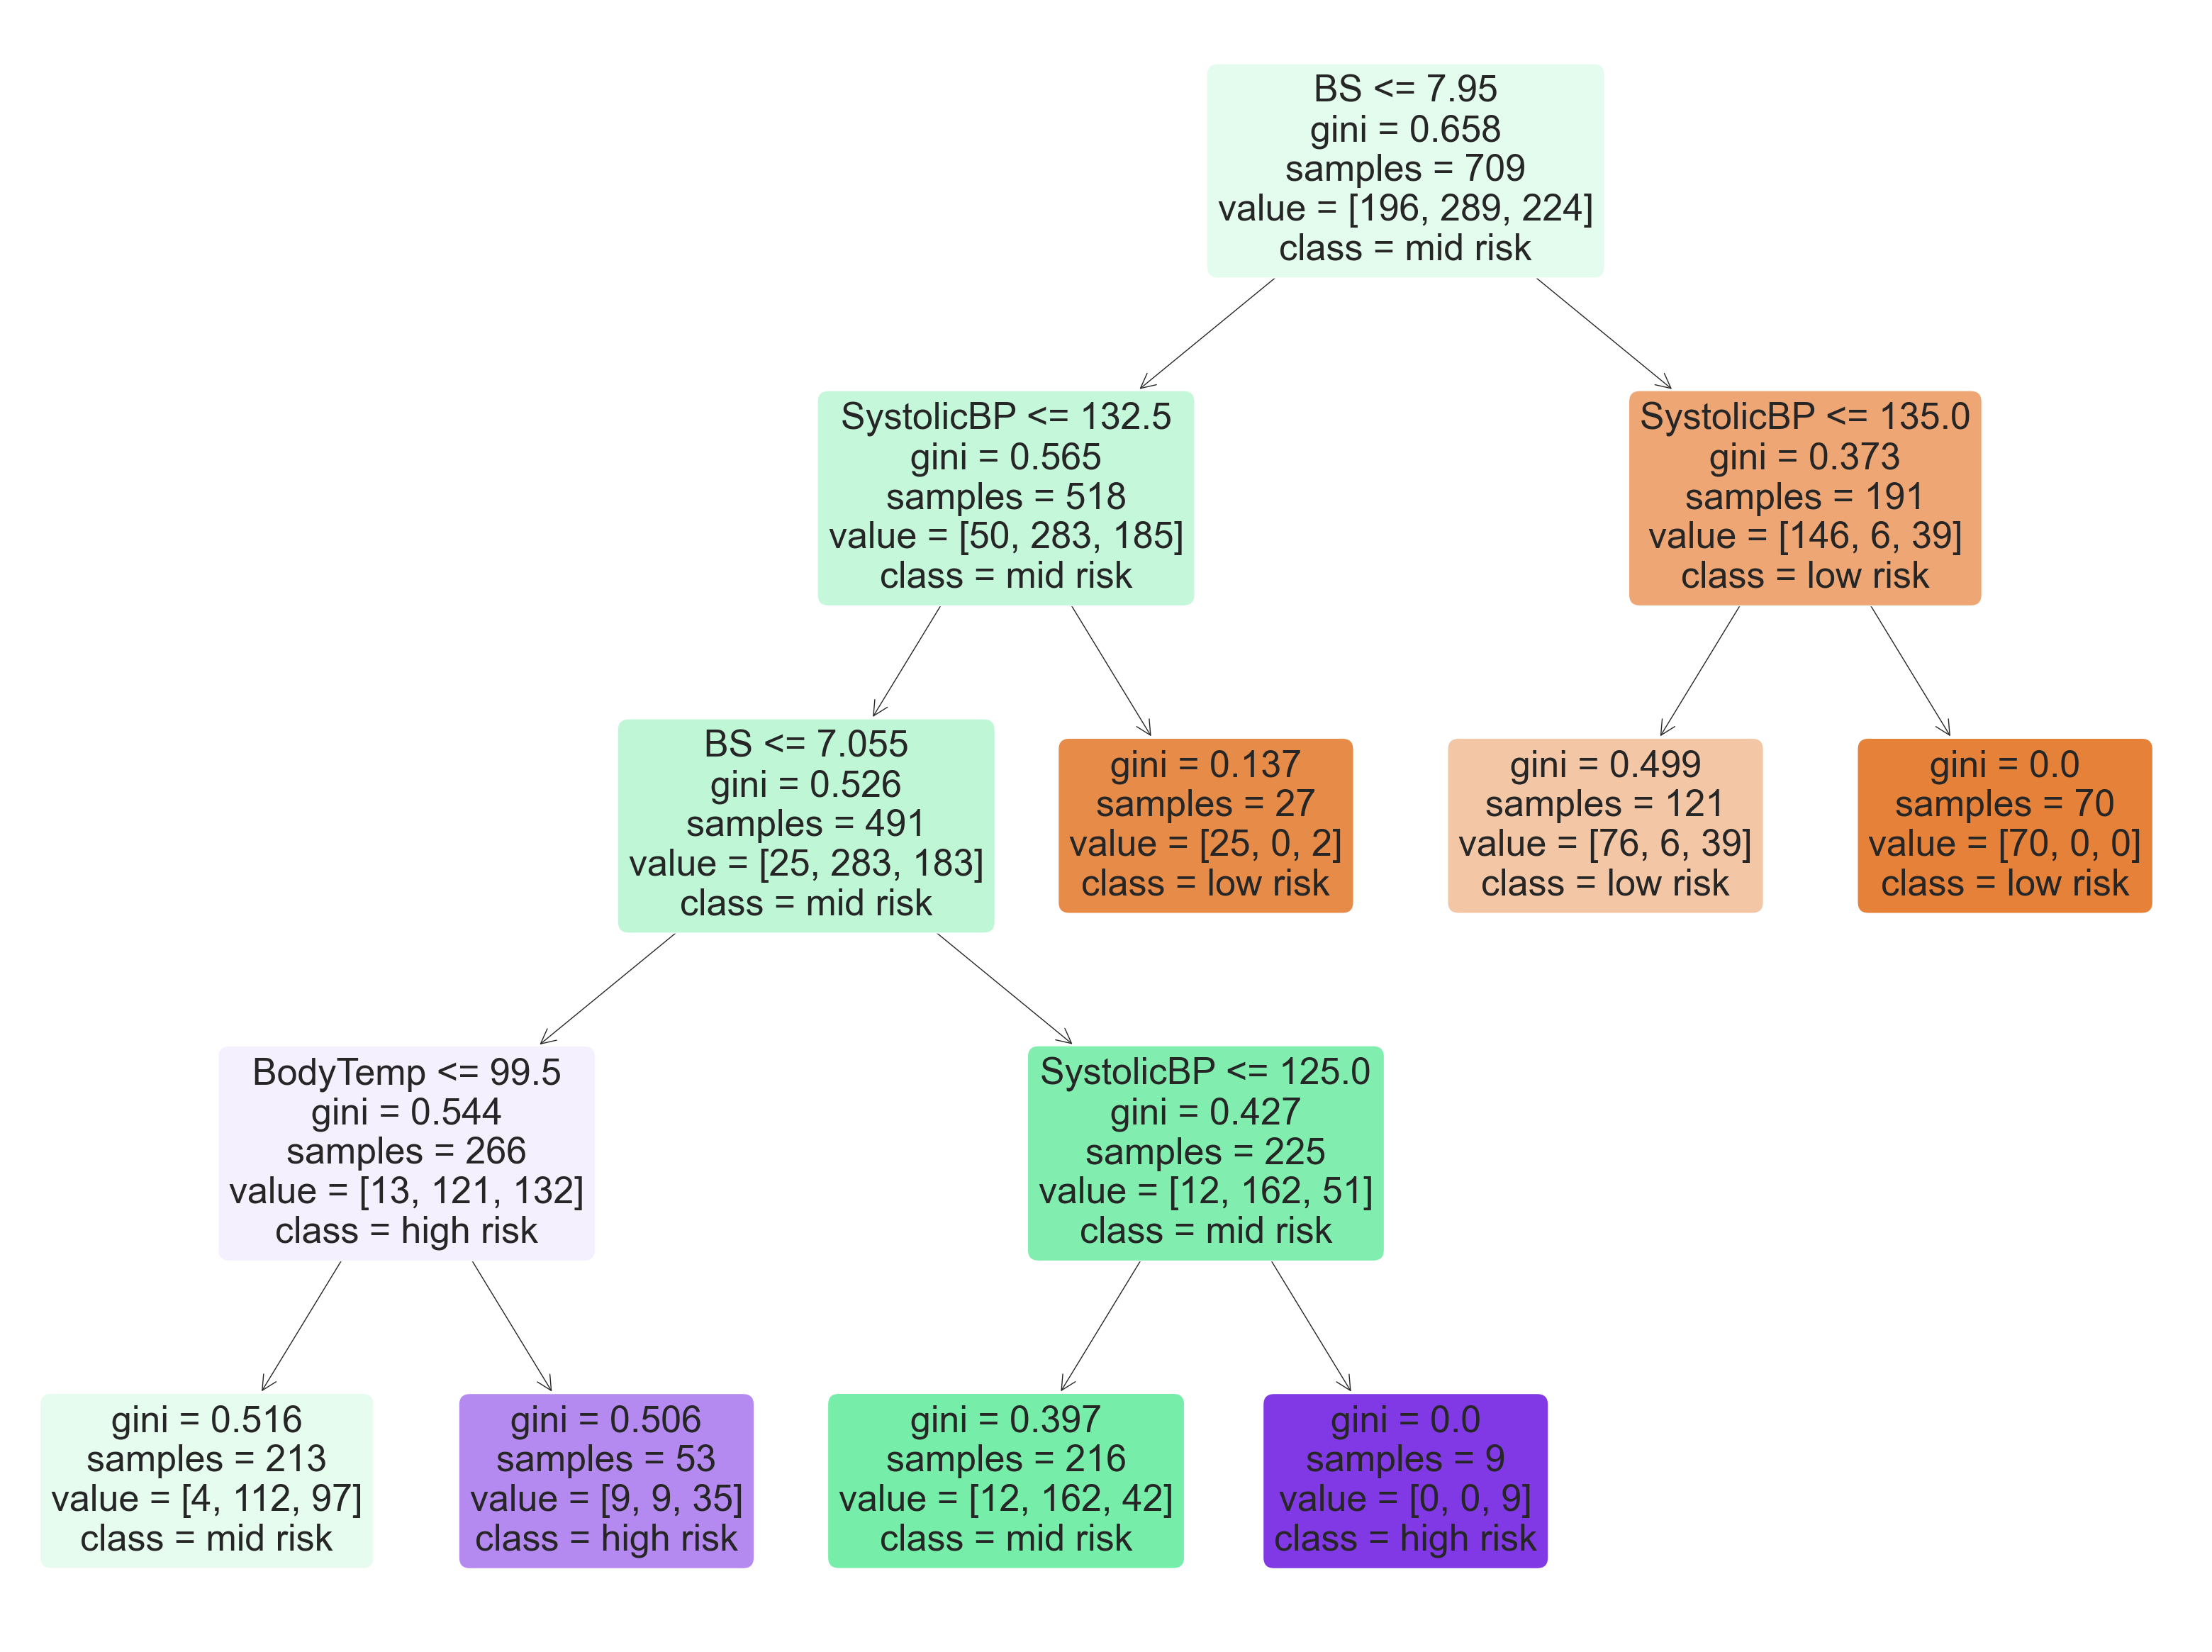 BS <= 7.95
gini = 0.658
samples = 709
value = [196, 289, 224]
class = mid risk
SystolicBP <= 132.5
gini = 0.565
samples = 518
value = [50, 283, 185]
class = mid risk
SystolicBP <= 135.0
gini = 0.373
samples = 191
value = [146, 6, 39]
class = low risk
BS <= 7.055
gini = 0.526
samples = 491
value = [25, 283, 183]
class = mid risk
gini = 0.137
samples = 27
value = [25, 0, 2]
class = low risk
gini = 0.499
samples = 121
value = [76, 6, 39]
class = low risk
gini = 0.0
samples = 70
value = [70, 0, 0]
class = low risk
BodyTemp <= 99.5
gini = 0.544
samples = 266
value = [13, 121, 132]
class = high risk
SystolicBP <= 125.0
gini = 0.427
samples = 225
value = [12, 162, 51]
class = mid risk
gini = 0.516
samples = 213
value = [4, 112, 97]
class = mid risk
gini = 0.506
samples = 53
value = [9, 9, 35]
class = high risk
gini = 0.397
samples = 216
value = [12, 162, 42]
class = mid risk
gini = 0.0
samples = 9
value = [0, 0, 9]
class = high risk